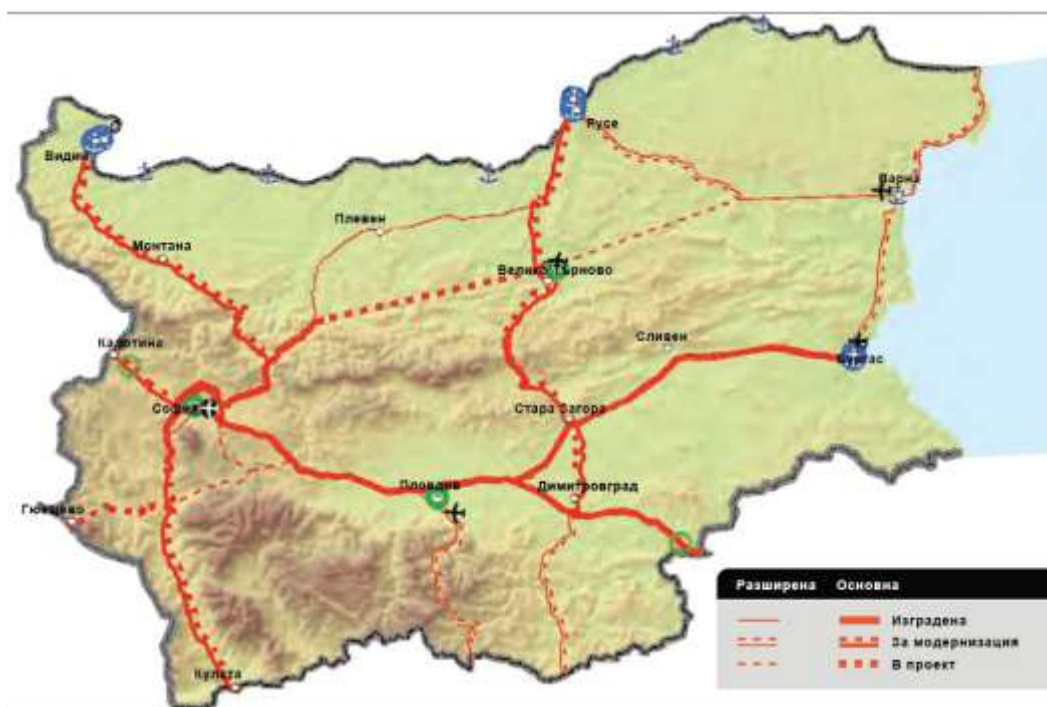 Русе
Видин
Варна
Плевен
Монтана
Велико Търново
Сливен
Калотина
Бургас
София
Стара Загора
Пловдив
Димитровград
Гюешево
Кулата
Разширена Основна
Изградена
За модернизация
В проект